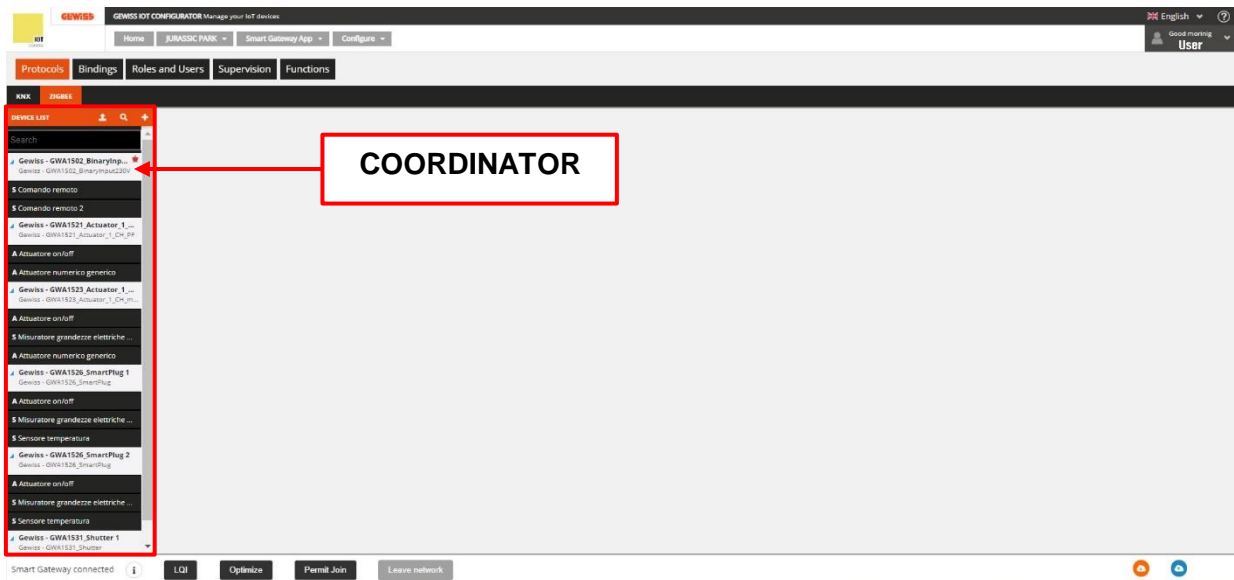 GEWISS GEWISS IOT CONFIGURATOR Manage your IoT devices English
IOT Home JURASSIC PARK Smart Gateway App Configure Good morinig
User
Protocols Bindings Roles and Users Supervision Functions
KNX ZIGBEE
DEVICE LIST
Search
Gewiss - GWA1502_BinaryInp...
Gewiss - GWA1502_BinaryInput230V
COORDINATOR
S Comando remoto
S Comando remoto 2
Gewiss - GWA1521_Actuator_1_...
Gewiss - GWA1521_Actuator_1_CH_PF
A Attuatore on/off
A Attuatore numerico generico
Gewiss - GWA1523_Actuator_1_...
Gewiss - GWA1523_Actuator_1_CH_m...
A Attuatore on/off
S Misuratore grandezze elettriche ...
A Attuatore numerico generico
Gewiss - GWA1526_SmartPlug 1
Gewiss - GWA1526_SmartPlug
A Attuatore on/off
S Misuratore grandezze elettriche ...
S Sensore temperatura
Gewiss - GWA1526_SmartPlug 2
Gewiss - GWA1526_SmartPlug
A Attuatore on/off
S Misuratore grandezze elettriche ...
S Sensore temperatura
Gewiss - GWA1531_Shutter 1
Gewiss - GWA1531_Shutter
Smart Gateway connected i LQI Optimize Permit Join Leave network